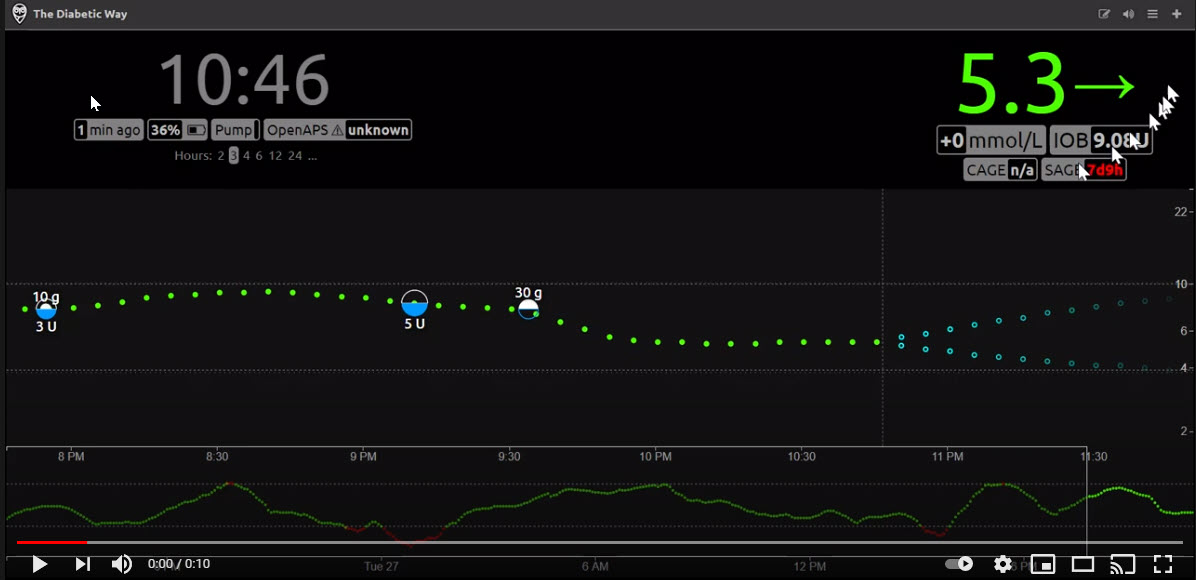 The Diabetic Way
10:46
1 min ago 36% Pump OpenAPS ⚠ unknown
Hours: 2 3 4 6 12 24 ...
5.3→
+0 mmol/L IOB 9.08U
CAGE n/a SAGE 7d9h
22
10
6
4
2
10 g
3 U
5 U
30 g
8 PM 8:30 9 PM 9:30 10 PM 10:30 11 PM 11:30
Tue 27 6 AM 12 PM 6 PM
0:00 / 0:10